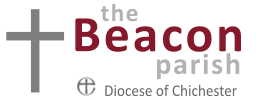 the
Beacon
parish
Diocese of Chichester